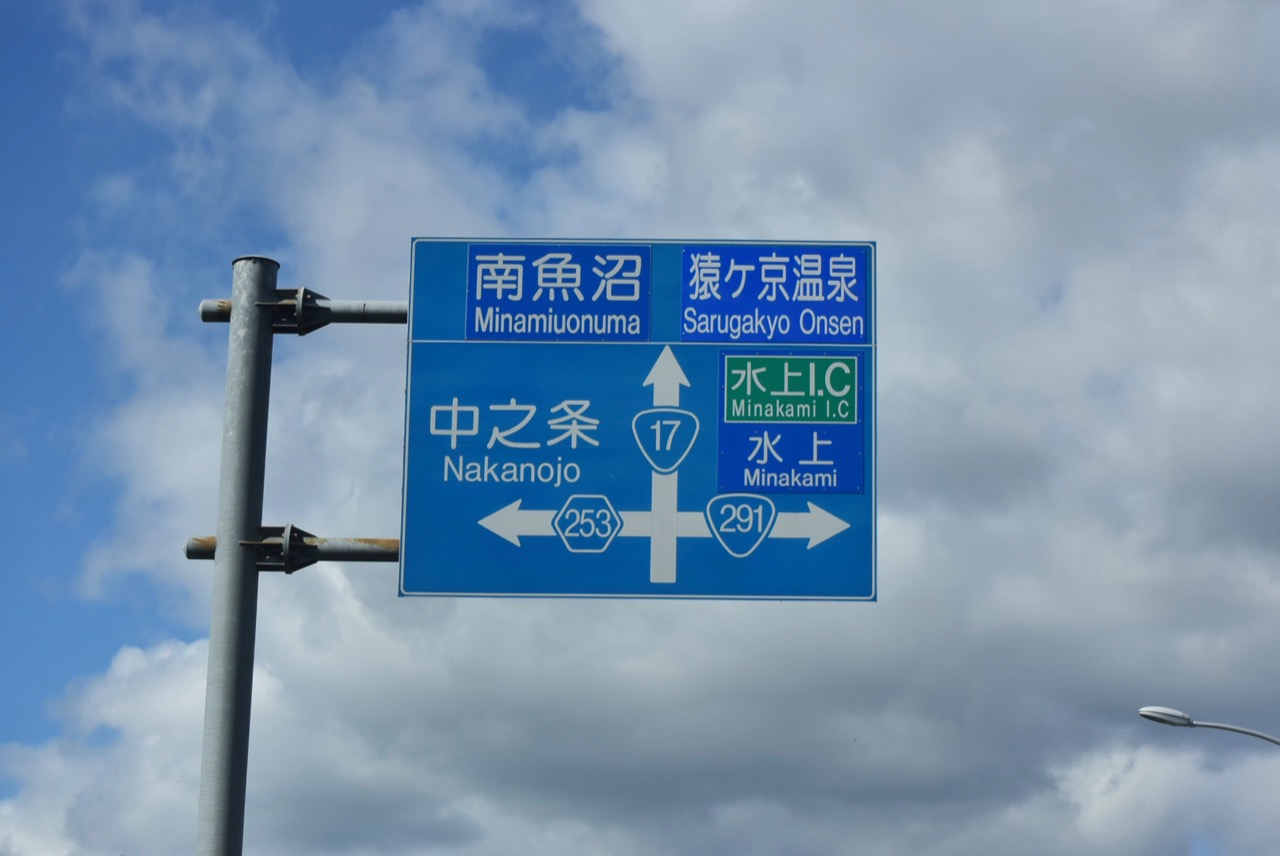 南魚沼
Minamiuonuma
猿ケ京温泉
Sarugakyo Onsen
水上I.C
Minakami I.C
中之条
Nakanojo
17
水上
Minakami
253
291